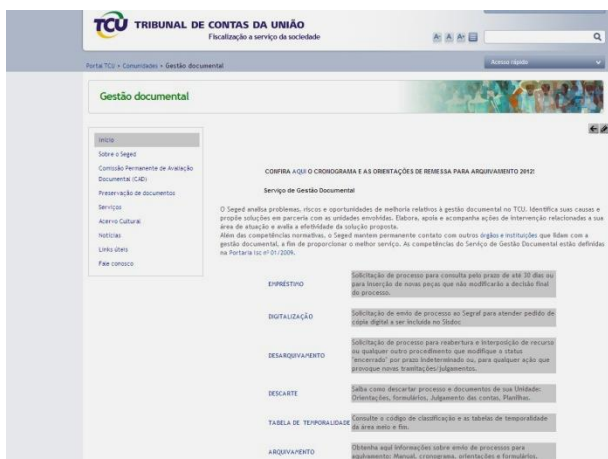 TCU TRIBUNAL DE CONTAS DA UNIÃO
Fiscalização a serviço da sociedade
A- A A+
Acesso rápido
Portal TCU > Comunidades > Gestão documental
Gestão documental
Início
Sobre o Seged
Comissão Permanente de Avaliação
Documental (CAD)
Preservação de documentos
Serviços
Acervo Cultural
Notícias
Links úteis
Fale conosco
CONFIRA AQUI O CRONOGRAMA E AS ORIENTAÇÕES DE REMESSA PARA ARQUIVAMENTO 2012!
Serviço de Gestão Documental
O Seged analisa problemas, riscos e oportunidades de melhoria relativos à gestão documental no TCU. Identifica suas causas e
propõe soluções em parceria com as unidades envolvidas. Elabora, apoia e acompanha ações de intervenção relacionadas a sua
área de atuação e avalia a efetividade da solução proposta.
Além das competências normativas, o Seged mantem permanente contato com outros órgãos e instituições que lidam com a
gestão documental, a fim de proporcionar o melhor serviço. As competências do Serviço de Gestão Documental estão definidas
na Portaria Isc nº 01/2009.
EMPRÉSTIMO
Solicitação de processo para consulta pelo prazo de até 30 dias ou
para inserção de novas peças que não modificarão a decisão final
do processo.
DIGITALIZAÇÃO
Solicitação de envio de processo ao Segraf para atender pedido de
cópia digital a ser incluída no Sisdoc
DESARQUIVAMENTO
Solicitação de processo para reabertura e interposição de recurso
ou qualquer outro procedimento que modifique o status
'encerrado' por prazo indeterminado ou, para qualquer ação que
provoque novas tramitações/julgamentos.
DESCARTE
Saiba como descartar processo e documentos de sua Unidade:
Orientações, formulários, Julgamento das contas, Planilhas.
TABELA DE TEMPORALIDADE
Consulte o código de classificação e as tabelas de temporalidade
da área meio e fim.
ARQUIVAMENTO
Obtenha aqui informações sobre envio de processos para
arquivamento: Manual, cronograma, orientações e formulários.